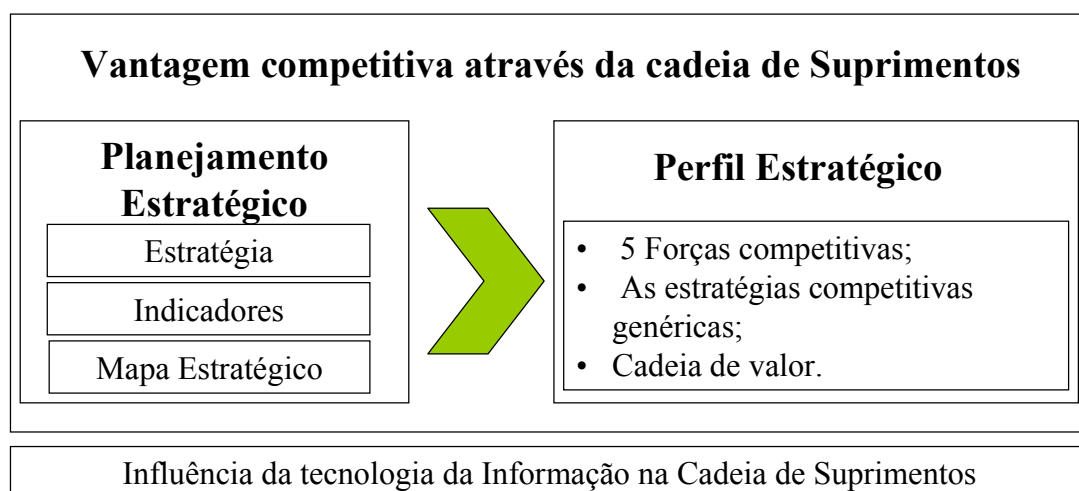 Vantagem competitiva através da cadeia de Suprimentos
Planejamento
Estratégico
Estratégia
Indicadores
Mapa Estratégico
Perfil Estratégico
• 5 Forças competitivas;
• As estratégias competitivas
genéricas;
• Cadeia de valor.
Influência da tecnologia da Informação na Cadeia de Suprimentos